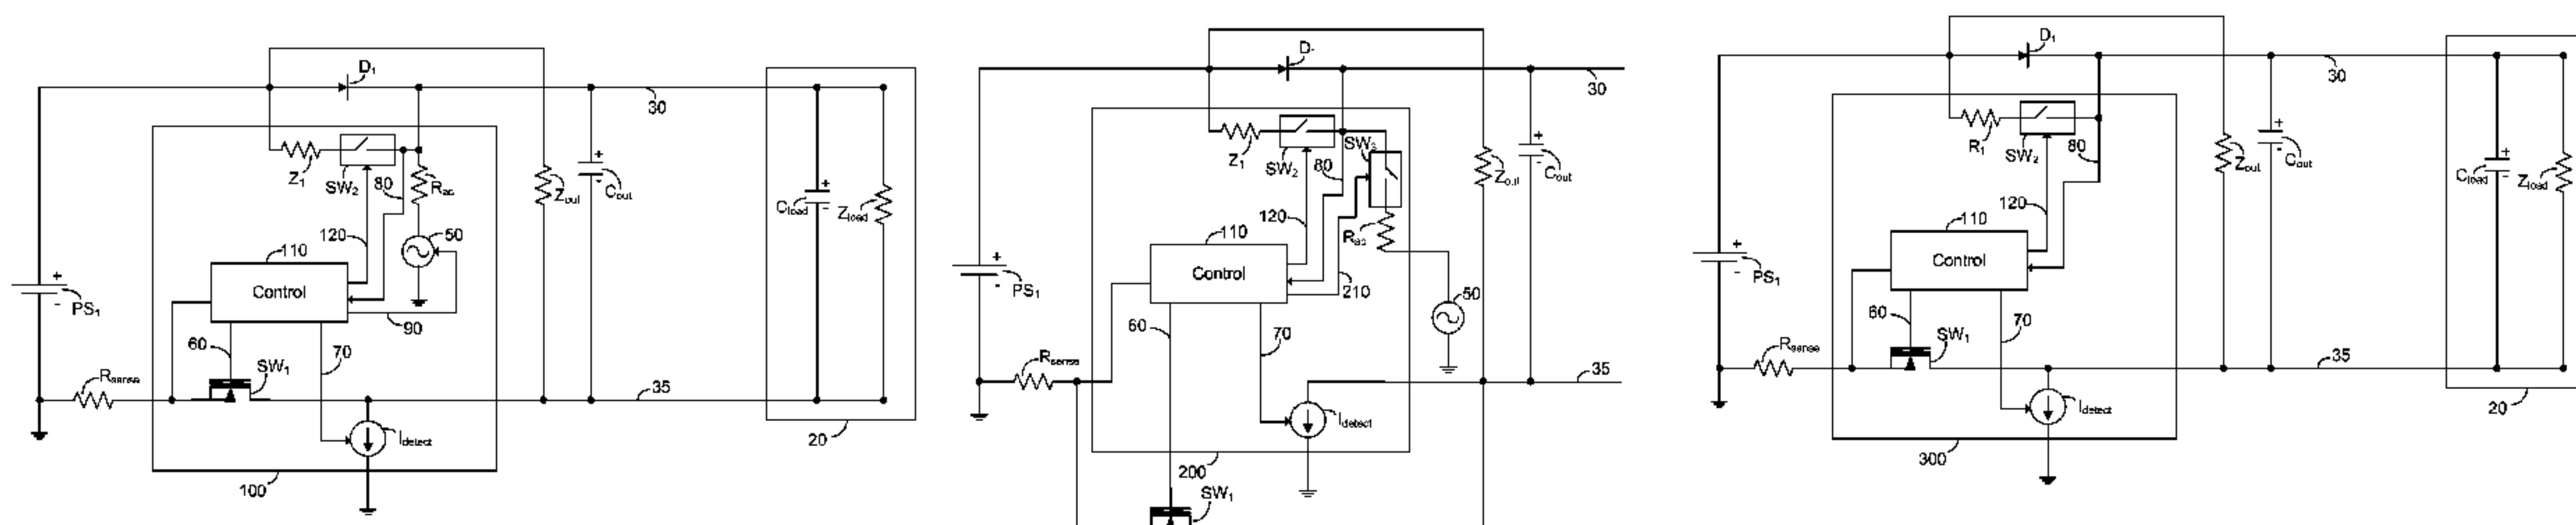 D1
30
Z1
SW2
80
Rac
Zout
+
-
Cout
+
-
Cload
Zload
120
50
110
Control
+
-
PS1
90
60
70
SW1
Rsense
35
Idetect
20
100
D-
30
Z1
SW2
80
SW3
Zout
+
-
Cout
120
Rac
110
Control
+
-
PS1
210
50
60
70
Rsense
35
Idetect
200
SW1
D1
30
R1
SW2
80
Zout
+
-
Cout
+
-
Cload
Zload
120
110
Control
+
-
PS1
60
70
SW1
Rsense
35
Idetect
20
300